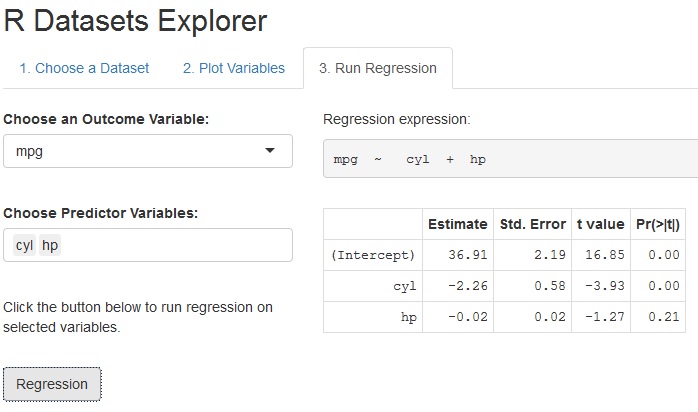 R Datasets Explorer
1. Choose a Dataset 2. Plot Variables 3. Run Regression
Choose an Outcome Variable:
mpg
Choose Predictor Variables:
cyl hp
Click the button below to run regression on
selected variables.
Regression
Regression expression:
mpg ~ cyl + hp
Estimate Std. Error t value Pr(>|t|)
(Intercept) 36.91 2.19 16.85 0.00
cyl -2.26 0.58 -3.93 0.00
hp -0.02 0.02 -1.27 0.21